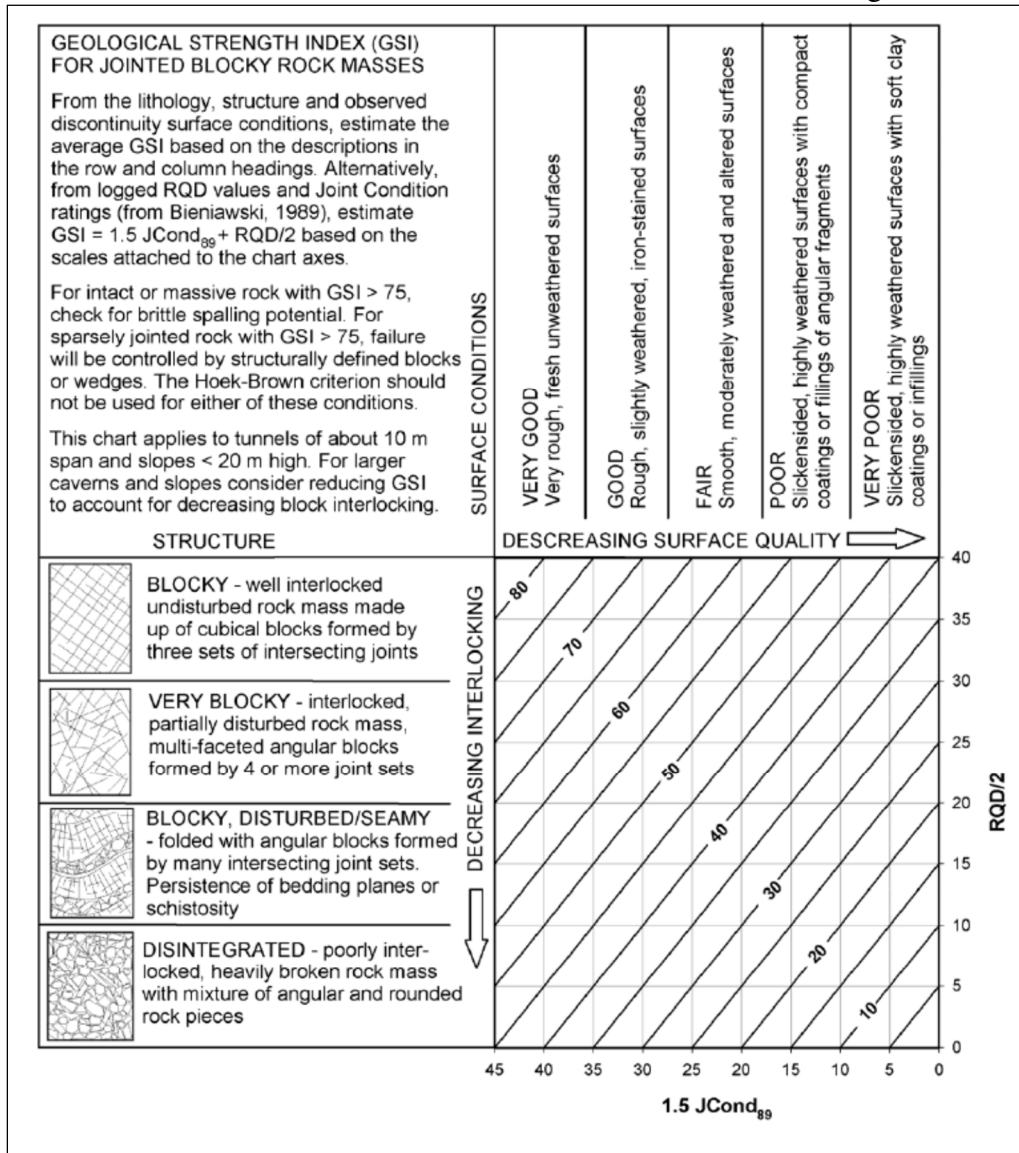 GEOLOGICAL STRENGTH INDEX (GSI)
FOR JOINTED BLOCKY ROCK MASSES
From the lithology, structure and observed
discontinuity surface conditions, estimate the
average GSI based on the descriptions in
the row and column headings. Alternatively,
from logged RQD values and Joint Condition
ratings (from Bieniawski, 1989), estimate
GSI = 1.5 JCond89 + RQD/2 based on the
scales attached to the chart axes.
For intact or massive rock with GSI > 75,
check for brittle spalling potential. For
sparsely jointed rock with GSI > 75, failure
will be controlled by structurally defined blocks
or wedges. The Hoek-Brown criterion should
not be used for either of these conditions.
This chart applies to tunnels of about 10 m
span and slopes < 20 m high. For larger
caverns and slopes consider reducing GSI
to account for decreasing block interlocking.
SURFACE CONDITIONS
VERY GOOD
Very rough, fresh unweathered surfaces
GOOD
Rough, slightly weathered, iron-stained surfaces
FAIR
Smooth, moderately weathered and altered surfaces
POOR
Slickensided, highly weathered surfaces with compact
coatings or fillings of angular fragments
VERY POOR
Slickensided, highly weathered surfaces with soft clay
coatings or infillings
STRUCTURE
DESCREASING SURFACE QUALITY
BLOCKY - well interlocked
undisturbed rock mass made
up of cubical blocks formed by
three sets of intersecting joints
VERY BLOCKY - interlocked,
partially disturbed rock mass,
multi-faceted angular blocks
formed by 4 or more joint sets
BLOCKY, DISTURBED/SEAMY
- folded with angular blocks formed
by many intersecting joint sets.
Persistence of bedding planes or
schistosity
DISINTEGRATED - poorly inter-
locked, heavily broken rock mass
with mixture of angular and rounded
rock pieces
DECREASING INTERLOCKING
80
70
60
50
40
30
20
10
40
35
30
25
20
15
10
5
0
RQD/2
45 40 35 30 25 20 15 10 5 0
1.5 JCond89